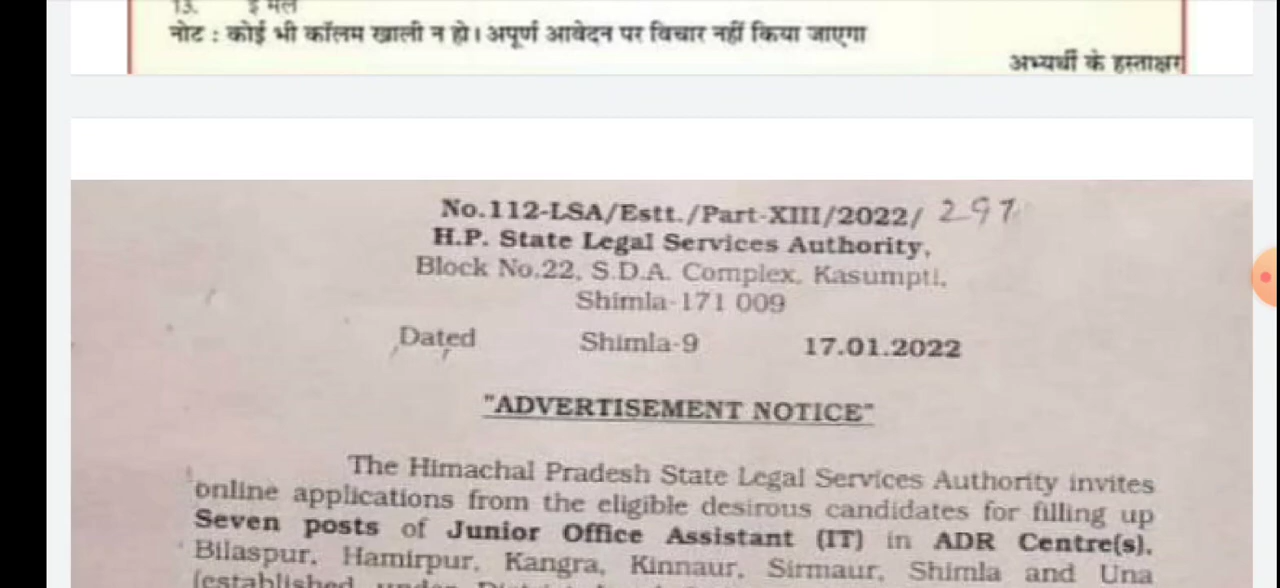 13. ई मेल
नोट : कोई भी कॉलम खाली न हो। अपूर्ण आवेदन पर विचार नहीं किया जाएगा
अभ्यर्थी के हस्ताक्षर
No.112-LSA/Estt./Part-XIII/2022/ 297
H.P. State Legal Services Authority,
Block No.22, S.D.A. Complex, Kasumpti,
Shimla-171 009
Dated Shimla-9 17.01.2022
"ADVERTISEMENT NOTICE"
The Himachal Pradesh State Legal Services Authority invites
online applications from the eligible desirous candidates for filling up
Seven posts of Junior Office Assistant (IT) in ADR Centre(s),
Bilaspur, Hamirpur, Kangra, Kinnaur, Sirmaur, Shimla and Una
(established under